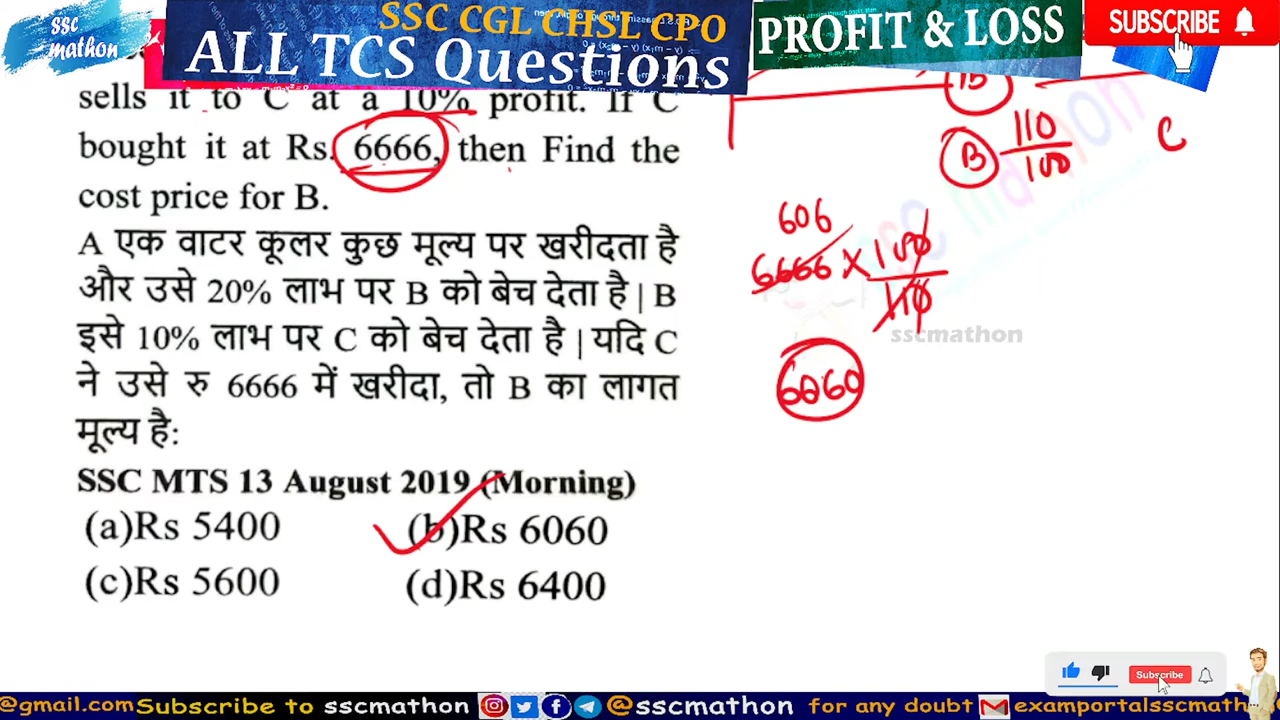 ssc
mathon
SSC CGL CHSL CPO
ALL TCS Questions
PROFIT & LOSS
SUBSCRIBE
sells it to C at a 10% profit. If C
bought it at Rs. 6666, then Find the
cost price for B.
A एक वाटर कूलर कुछ मूल्य पर खरीदता है
और उसे 20% लाभ पर B को बेच देता है | B
इसे 10% लाभ पर C को बेच देता है | यदि C
ने उसे रु 6666 में खरीदा, तो B का लागत
मूल्य है:
SSC MTS 13 August 2019 (Morning)
(a)Rs 5400 (b)Rs 6060
(c)Rs 5600 (d)Rs 6400
B
B 110
100
C
606
6666 × 100
110
6060
sscmathon
Subscribe
@gmail.com Subscribe to sscmathon @sscmathon for any doubt examportalsscmath